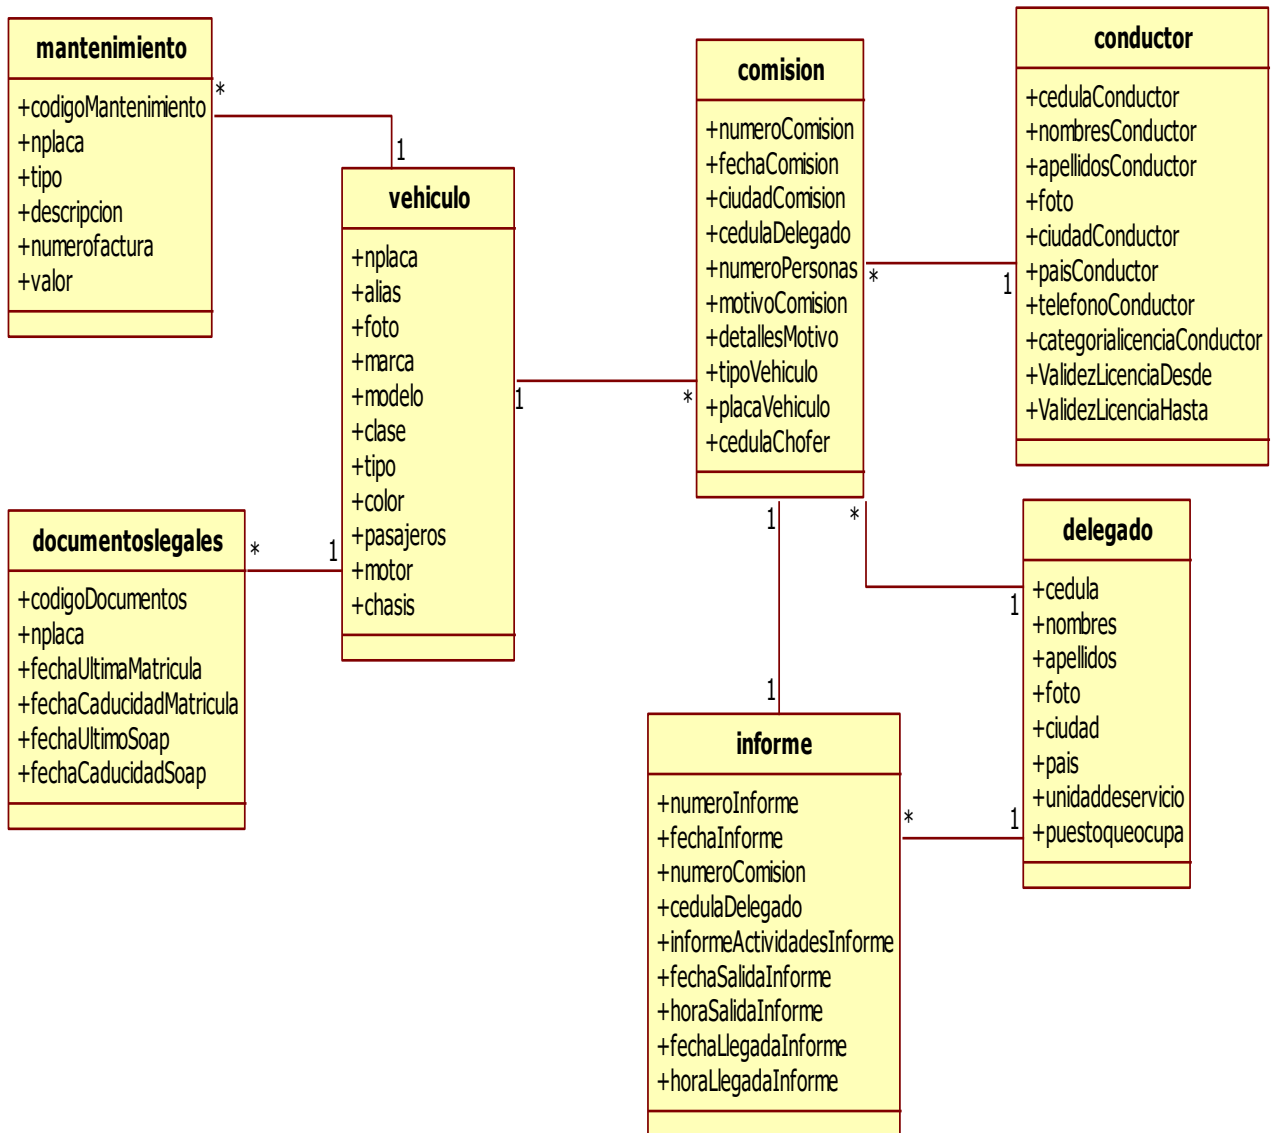 mantenimiento
+codigoMantenimiento
+nplaca
+tipo
+descripcion
+numerofactura
+valor
*
1
vehiculo
+nplaca
+alias
+foto
+marca
+modelo
+clase
+tipo
+color
+pasajeros
+motor
+chasis
documentoslegales
+codigoDocumentos
+nplaca
+fechaUltimaMatricula
+fechaCaducidadMatricula
+fechaUltimoSoap
+fechaCaducidadSoap
*
1
1
*
comision
+numeroComision
+fechaComision
+ciudadComision
+cedulaDelegado
+numeroPersonas
+motivoComision
+detallesMotivo
+tipoVehiculo
+placaVehiculo
+cedulaChofer
*
1
conductor
+cedulaConductor
+nombresConductor
+apellidosConductor
+foto
+ciudadConductor
+paisConductor
+telefonoConductor
+categorialicenciaConductor
+ValidezLicenciaDesde
+ValidezLicenciaHasta
1
*
1
delegado
+cedula
+nombres
+apellidos
+foto
+ciudad
+pais
+unidaddeservicio
+puestoqueocupa
1
informe
+numeroInforme
+fechaInforme
+numeroComision
+cedulaDelegado
+informeActividadesInforme
+fechaSalidaInforme
+horaSalidaInforme
+fechaLlegadaInforme
+horaLlegadaInforme
*
1